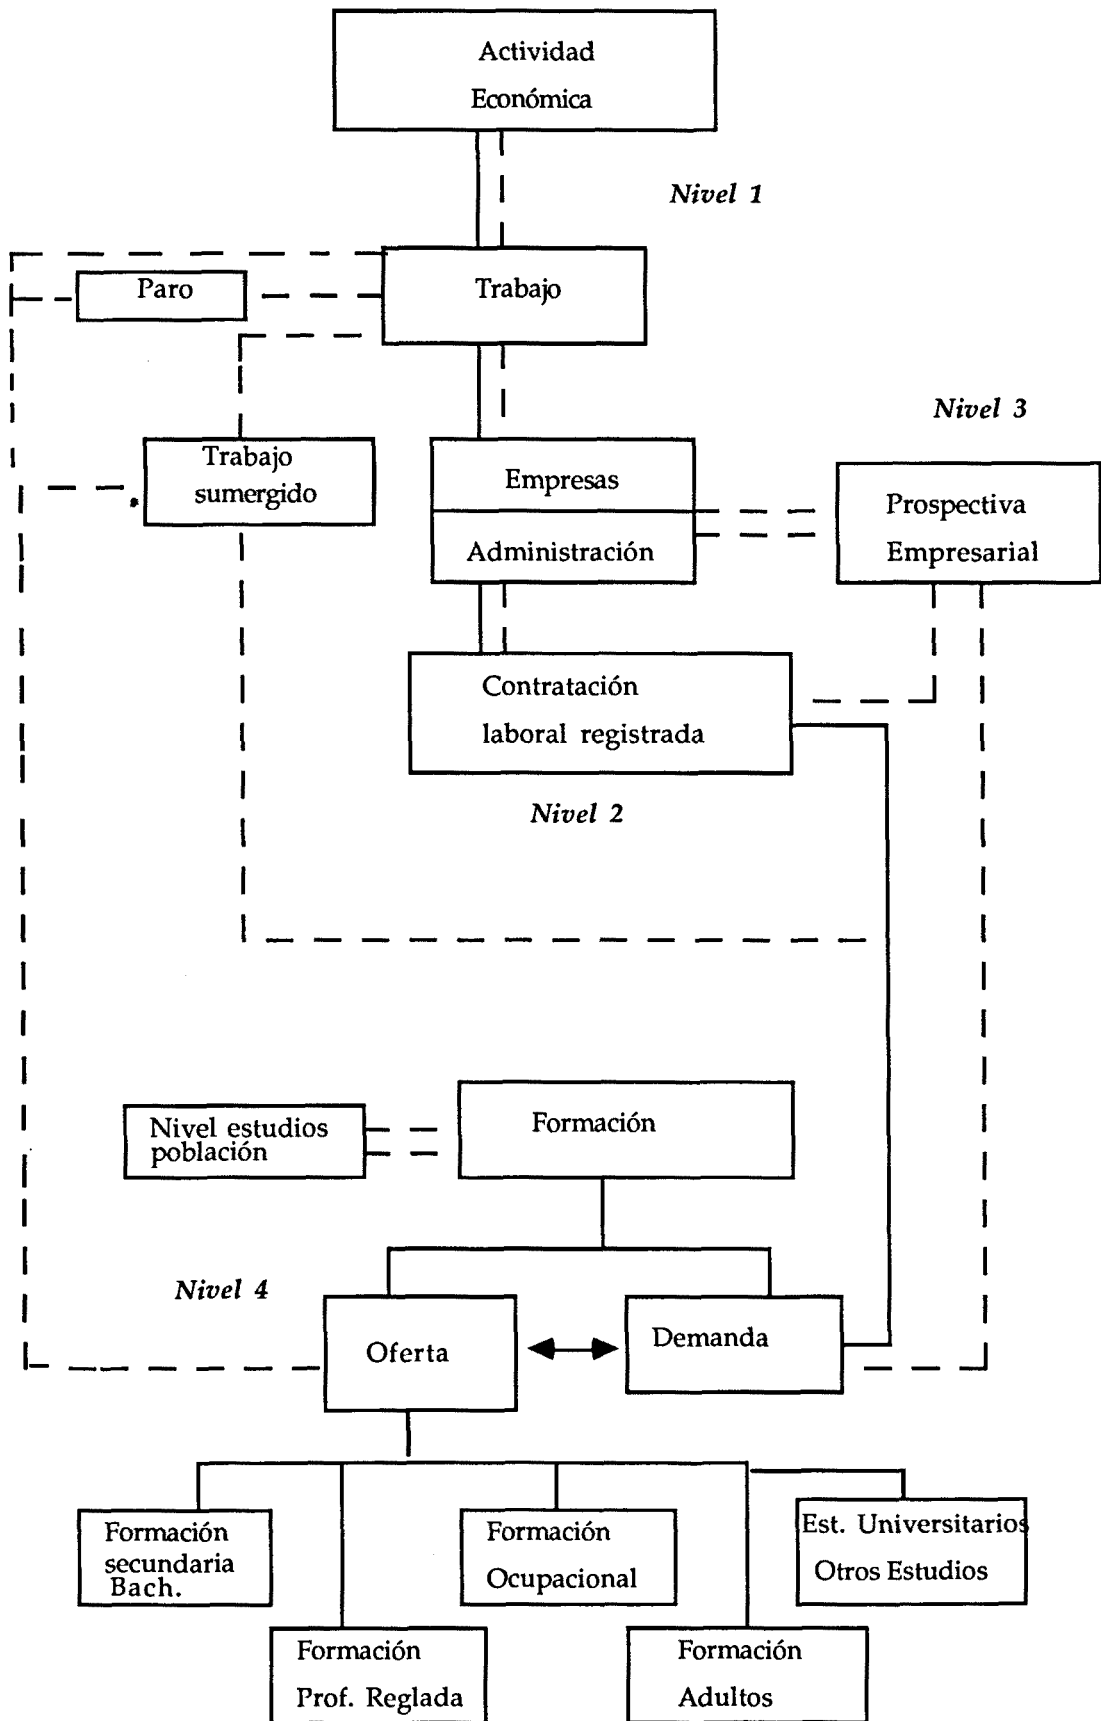 Actividad
Económica
Nivel 1
Paro
Trabajo
Nivel 3
Trabajo
sumergido
Empresas
Administración
Prospectiva
Empresarial
Contratación
laboral registrada
Nivel 2
Nivel estudios
población
Formación
Nivel 4
Oferta
Demanda
Formación
secundaria
Bach.
Formación
Ocupacional
Est. Universitarios
Otros Estudios
Formación
Prof. Reglada
Formación
Adultos